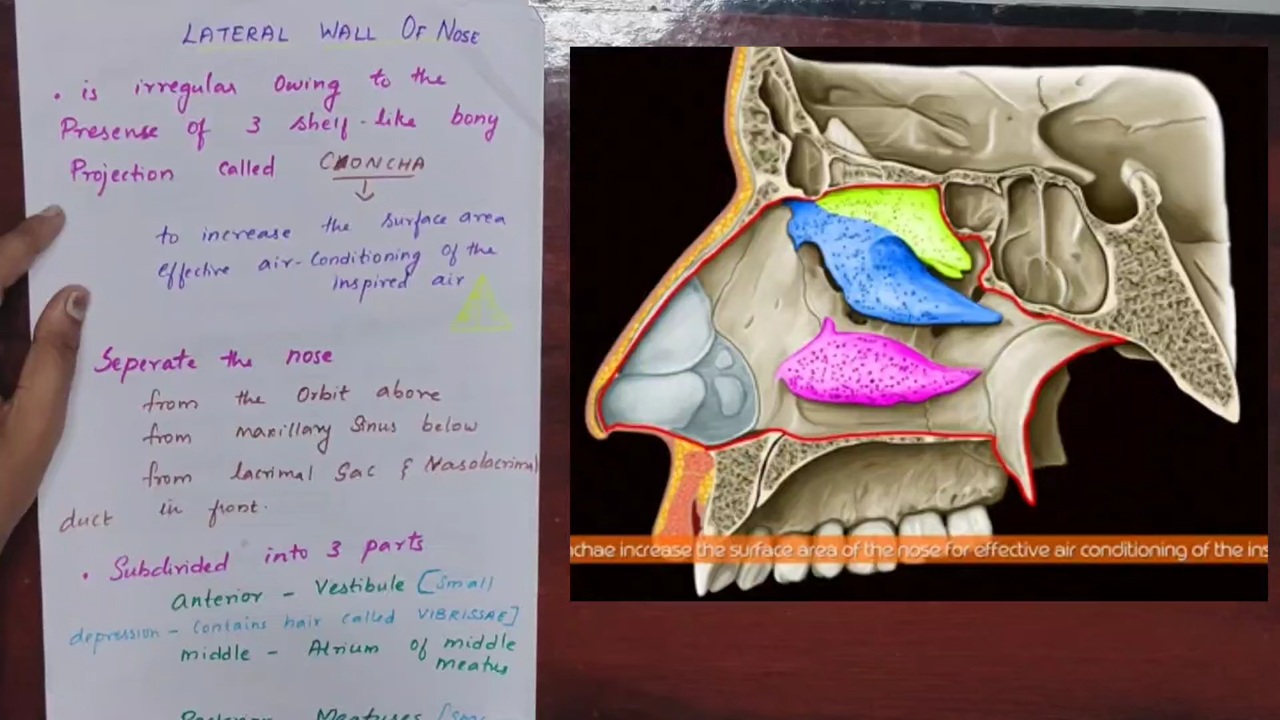 LATERAL WALL OF NOSE
. is irregular owing to the
Presense of 3 shelf-like bony
Projection called CHONCHA
to increase the surface area
effective air-conditioning of the
inspired air
Seperate the nose
from the Orbit above
from maxillary Sinus below
from lacrimal Sac & Nasolacrimal
duct in front.
. Subdivided into 3 parts
anterior - Vestibule [small
depression - contains hair called VIBRISSAE]
middle - Atrium of middle
meatus
Posterior Meatuses
nchae increase the surface area of the nose for effective air conditioning of the ins